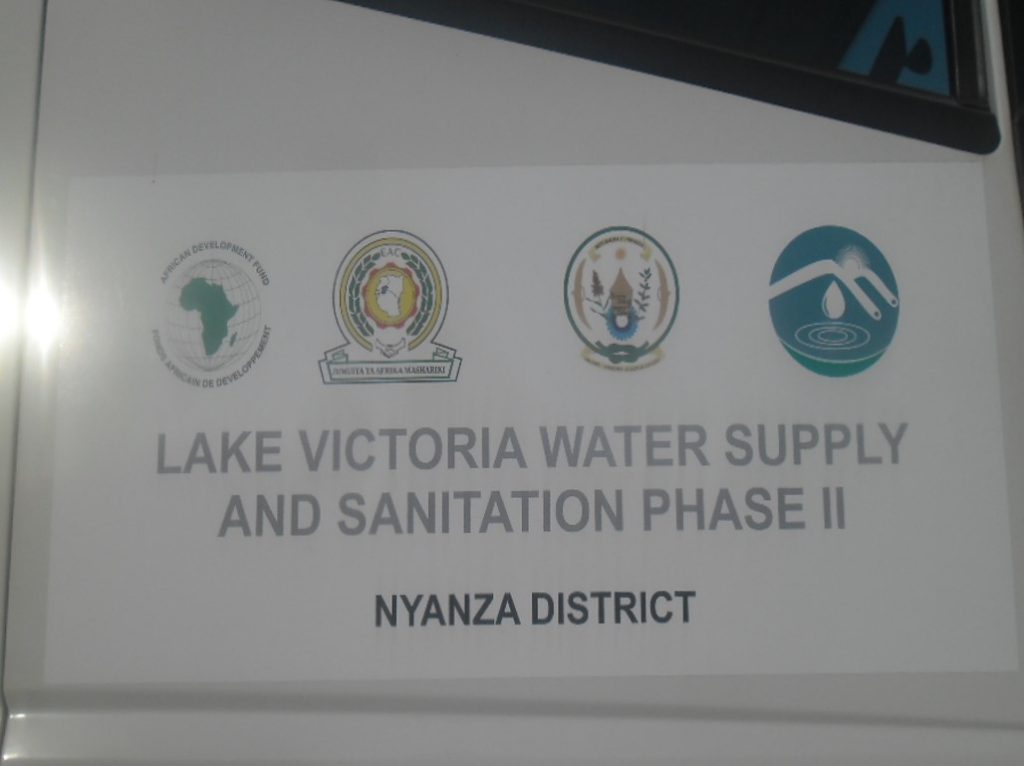 AFRICAN DEVELOPMENT FUND
FONDS AFRICAIN DE DEVELOPPEMENT
EAC
JUMUIYA YA AFRIKA MASHARIKI
LAKE VICTORIA WATER SUPPLY
AND SANITATION PHASE II
NYANZA DISTRICT